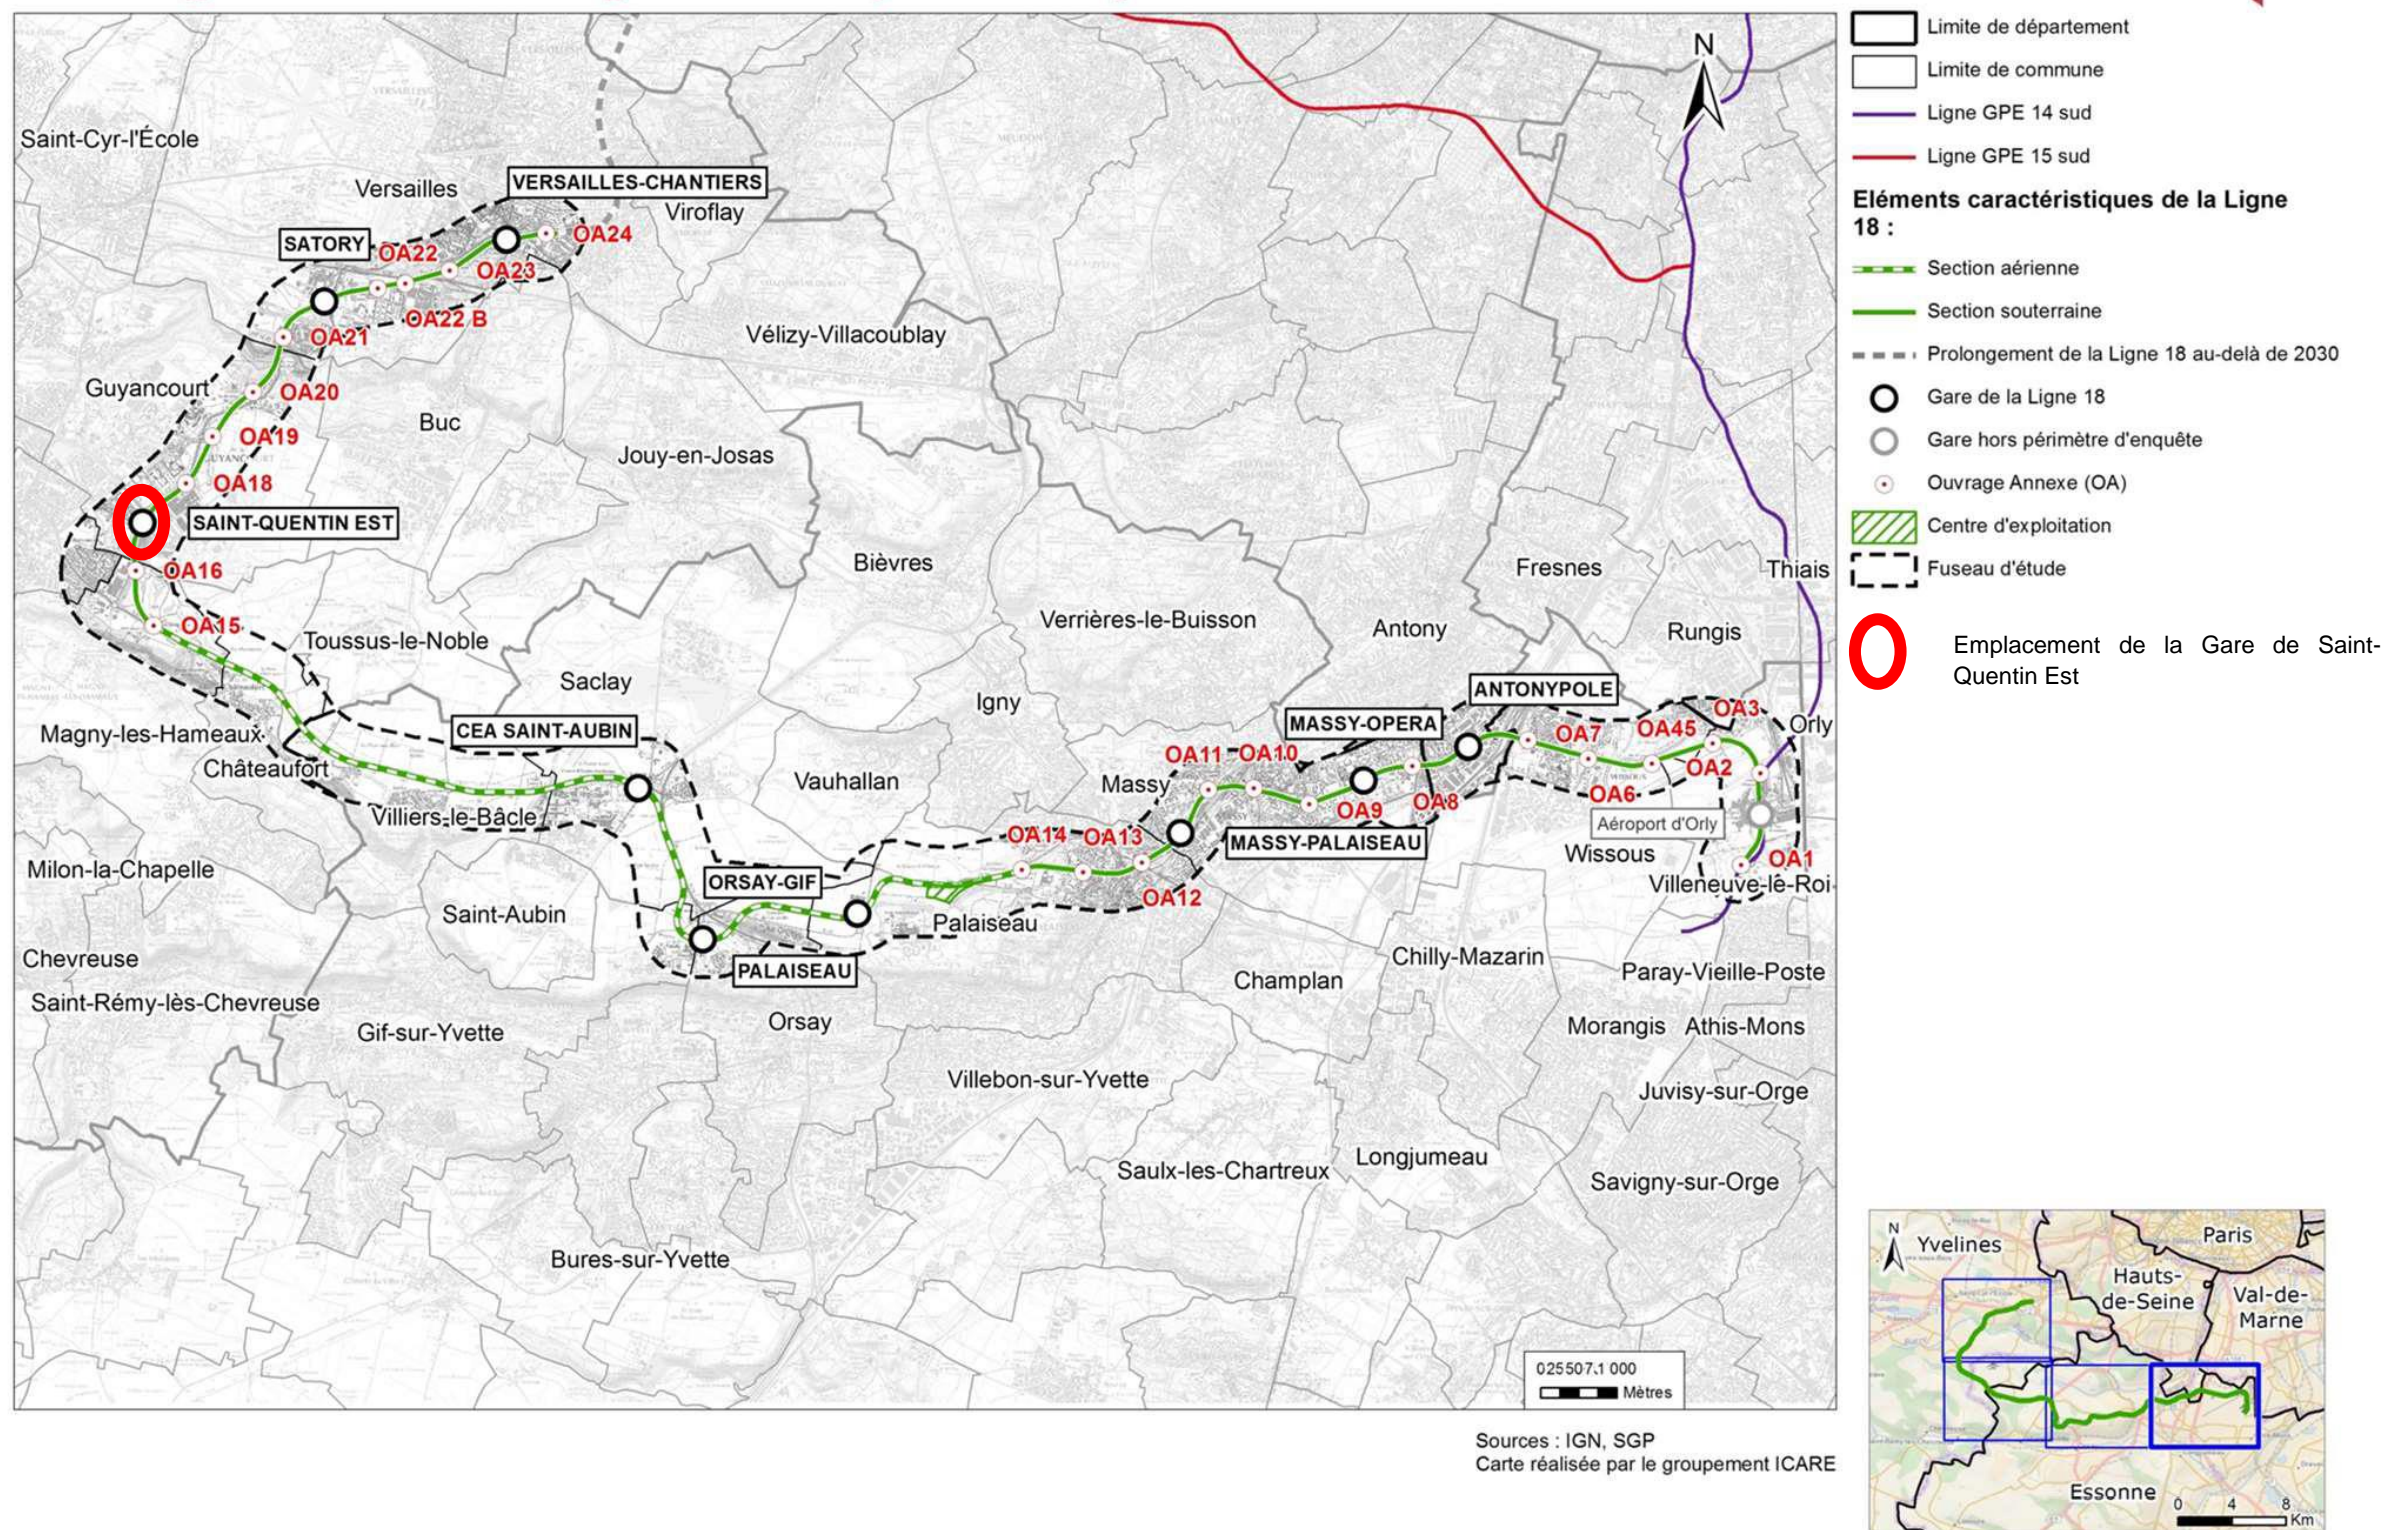 Saint-Cyr-l'École
Versailles
VERSAILLES-CHANTIERS
Viroflay
SATORY
OA22
OA24
OA23
OA22 B
OA21
Vélizy-Villacoublay
Guyancourt
OA20
Buc
OA19
Jouy-en-Josas
OA18
SAINT-QUENTIN EST
OA16
Bièvres
Fresnes
Thiais
OA15
Toussus-le-Noble
Verrières-le-Buisson
Antony
Rungis
Saclay
Igny
ANTONYPOLE
Magny-les-Hameaux
CEA SAINT-AUBIN
MASSY-OPERA
OA7
OA45
OA3
Orly
Châteaufort
Vauhallan
Massy
OA11
OA10
OA2
Villiers-le-Bâcle
OA9
OA8
OA6
Aéroport d'Orly
OA14
OA13
MASSY-PALAISEAU
Wissous
OA1
Milon-la-Chapelle
ORSAY-GIF
OA12
Villeneuve-le-Roi
Saint-Aubin
Palaiseau
Chevreuse
PALAISEAU
Champlan
Chilly-Mazarin
Paray-Vieille-Poste
Saint-Rémy-lès-Chevreuse
Gif-sur-Yvette
Orsay
Morangis
Athis-Mons
Villebon-sur-Yvette
Juvisy-sur-Orge
Saulx-les-Chartreux
Longjumeau
Savigny-sur-Orge
Bures-sur-Yvette
N
025507.1 000
Mètres
Limite de département
Limite de commune
Ligne GPE 14 sud
Ligne GPE 15 sud
Eléments caractéristiques de la Ligne
18 :
Section aérienne
Section souterraine
Prolongement de la Ligne 18 au-delà de 2030
Gare de la Ligne 18
Gare hors périmètre d'enquête
Ouvrage Annexe (OA)
Centre d'exploitation
Fuseau d'étude
Emplacement de la Gare de Saint-
Quentin Est
Sources : IGN, SGP
Carte réalisée par le groupement ICARE
N
Yvelines
Paris
Hauts-
de-Seine
Val-de-
Marne
Essonne
0 4 8
Km